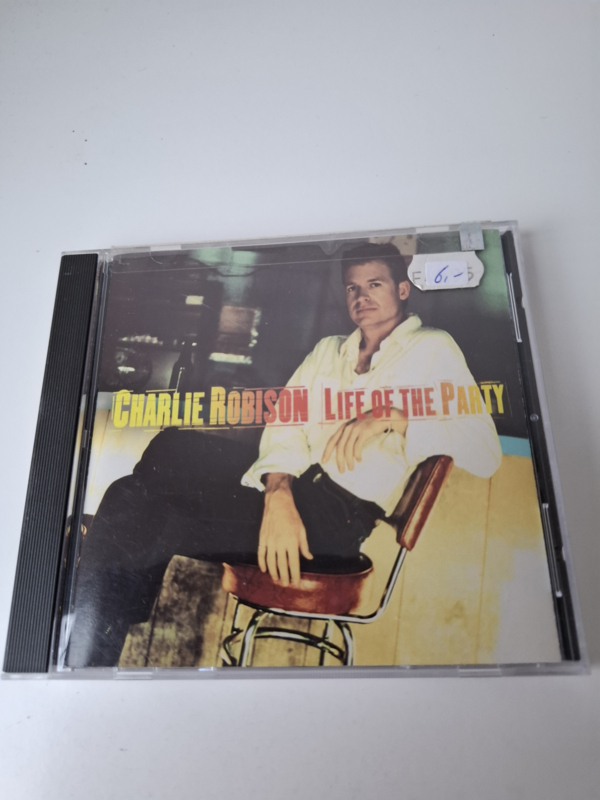 6,-
CHARLIE ROBISON LIFE OF THE PARTY